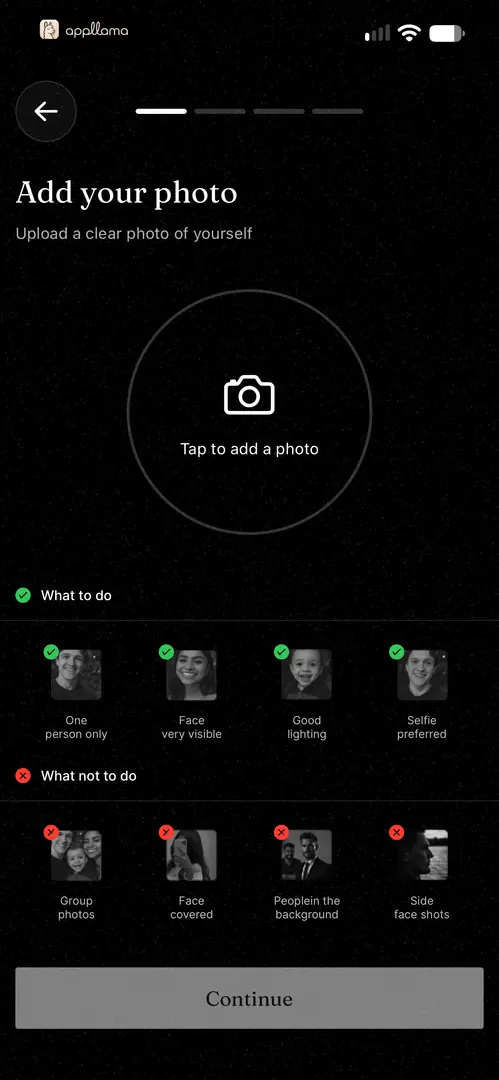 appllama
Add your photo
Upload a clear photo of yourself
Tap to add a photo
What to do
One
person only
Face
very visible
Good
lighting
Selfie
preferred
What not to do
Group
photos
Face
covered
Peoplein the
background
Side
face shots
Continue